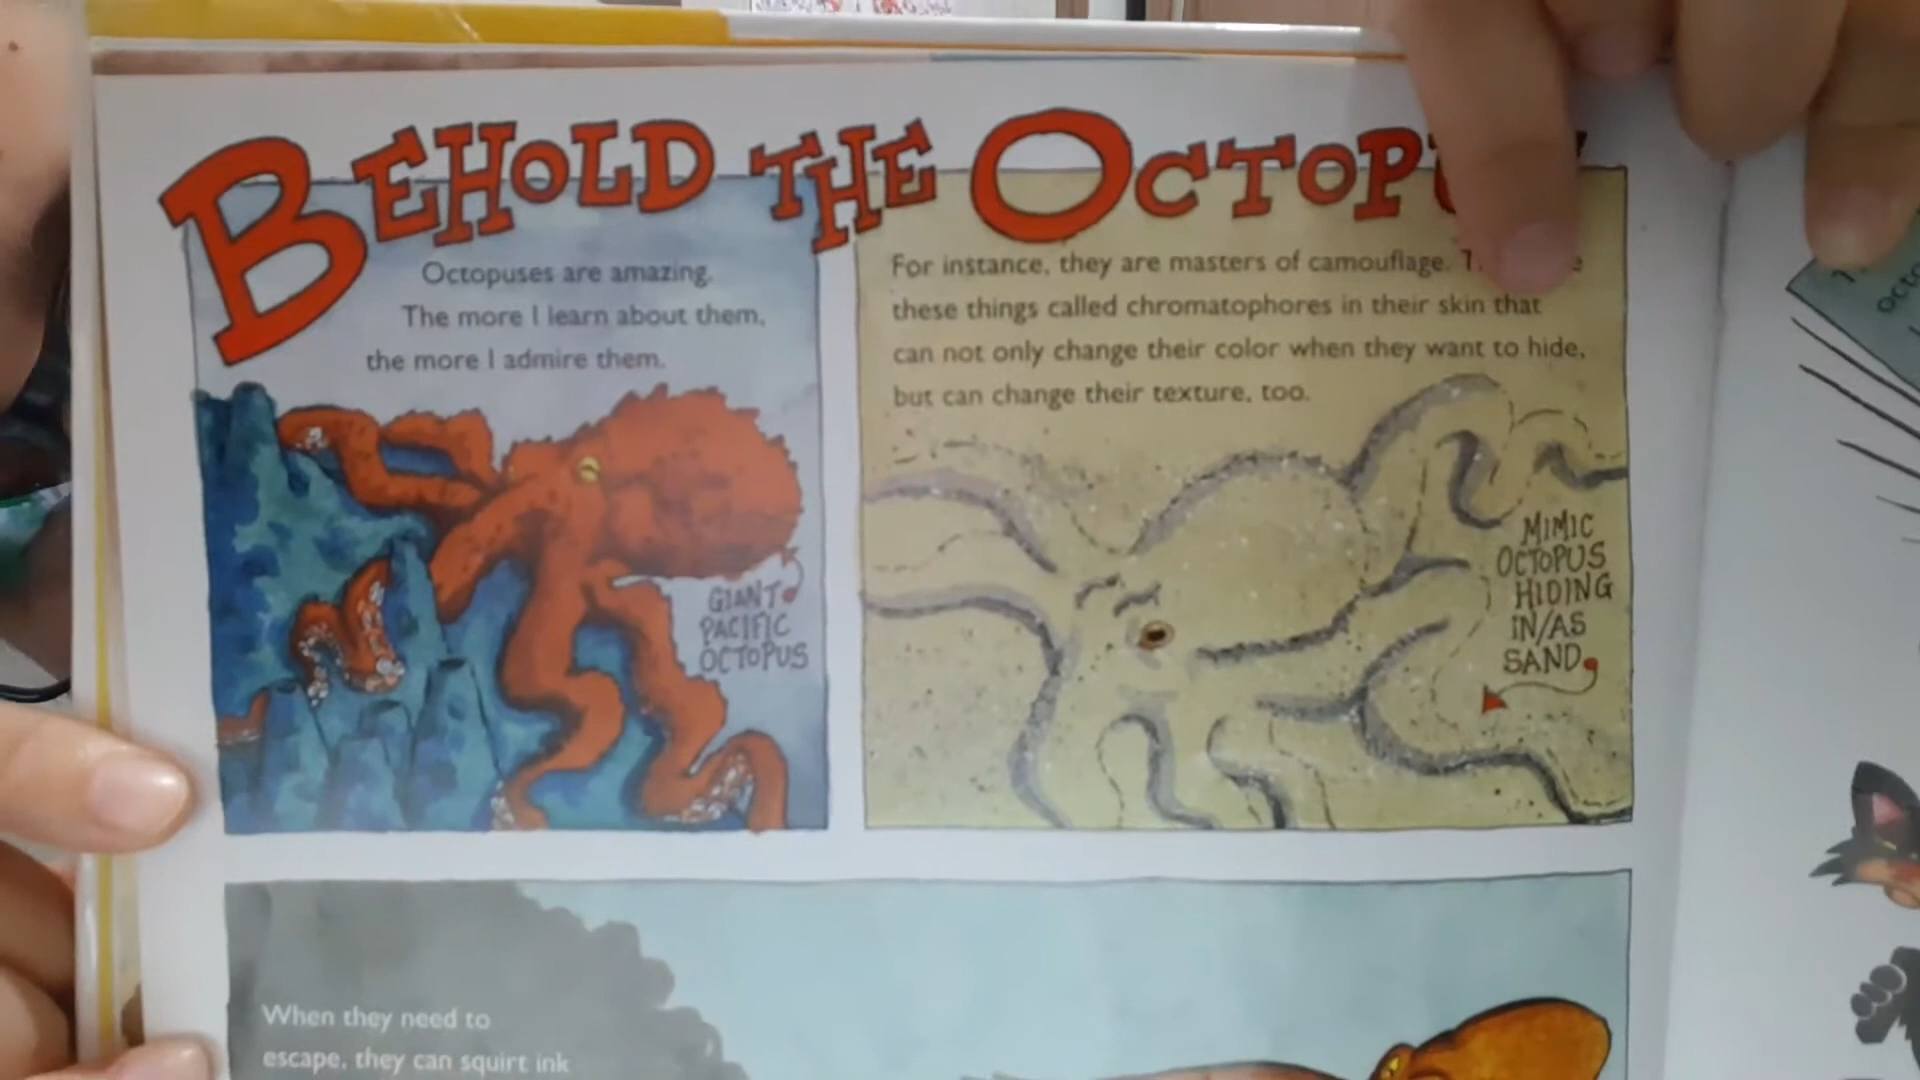 BEHOLD THE
Octopuses are amazing.
The more I learn about them,
the more I admire them.
GIANT
PACIFIC
OCTOPUS
For instance, they are masters of camouflage.
these things called chromatophores in their skin that
can not only change their color when they want to hide,
but can change their texture, too.
MIMIC
OCTOPUS
HIDING
IN/AS
SAND
When they need to
escape, they can squirt ink